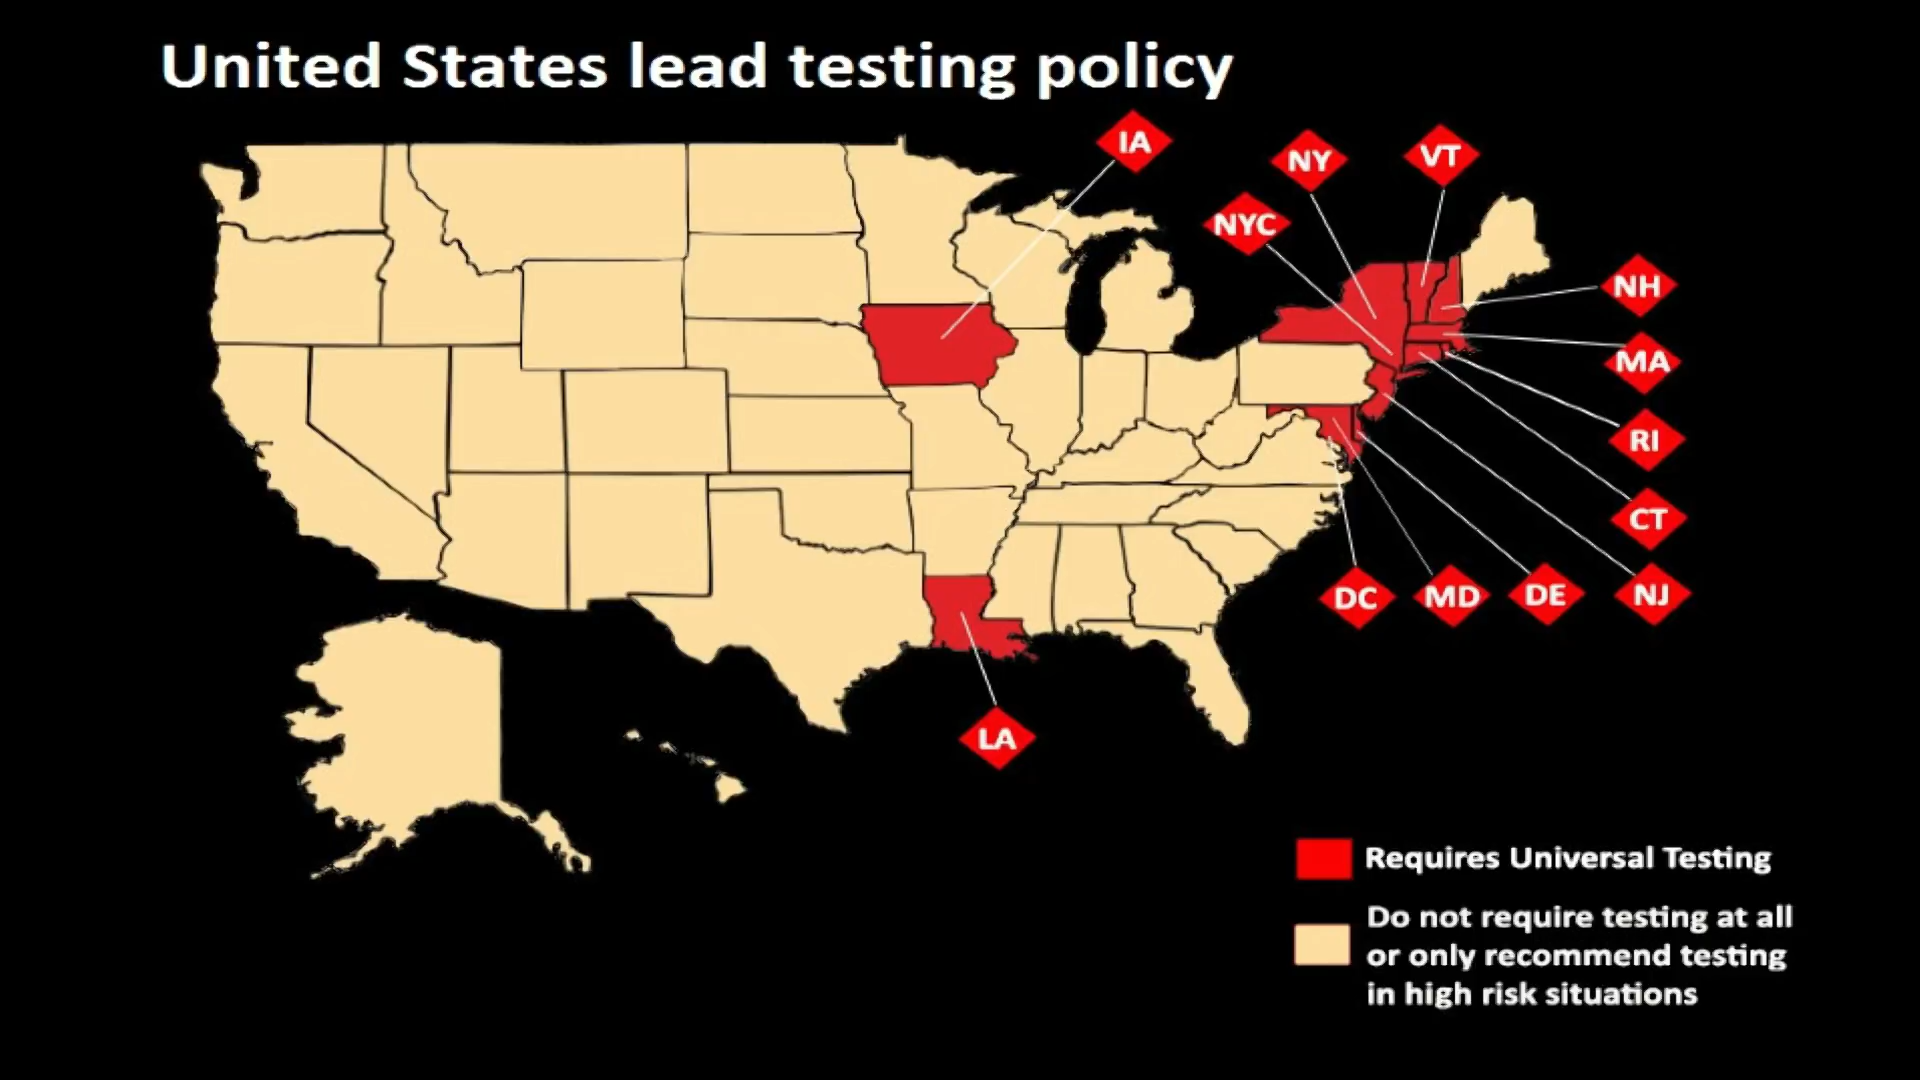 United States lead testing policy
IA
NY
VT
NYC
NH
MA
RI
CT
DC
MD
DE
NJ
LA
Requires Universal Testing
Do not require testing at all
or only recommend testing
in high risk situations